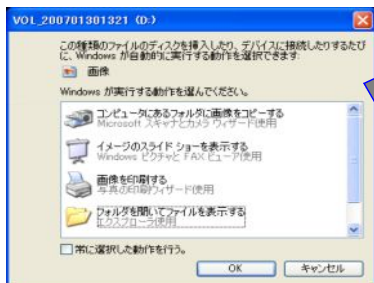 VOL_200701301321 (D:)
この種類のファイルのディスクを挿入したり、デバイスに接続したりするたび
に、Windows が自動的に実行する動作を選択できます:
画像
Windows が実行する動作を選んでください。
コンピュータにあるフォルダに画像をコピーする
Microsoft スキャナとカメラ ウィザード使用
イメージのスライド ショーを表示する
Windows ピクチャと FAX ビューア使用
画像を印刷する
写真の印刷ウィザード使用
フォルダを開いてファイルを表示する
エクスプローラ使用
常に選択した動作を行う。
OK
キャンセル